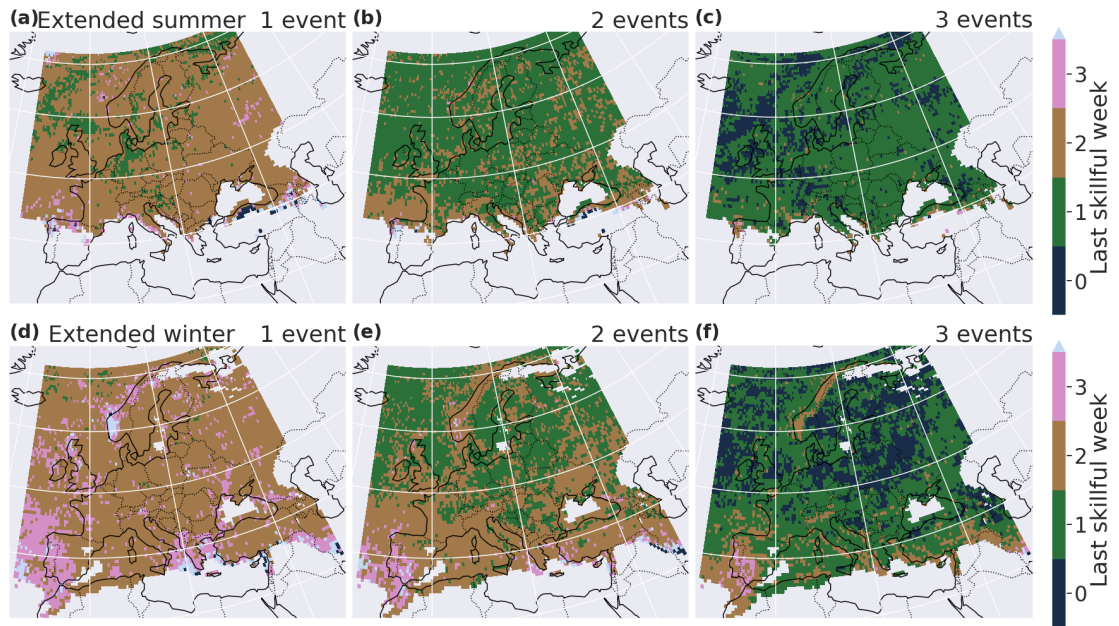 (a) Extended summer 1 event
(b) 2 events
(c) 3 events
3
2
1
0
Last skillful week
(d) Extended winter 1 event
(e) 2 events
(f) 3 events
3
2
1
0
Last skillful week